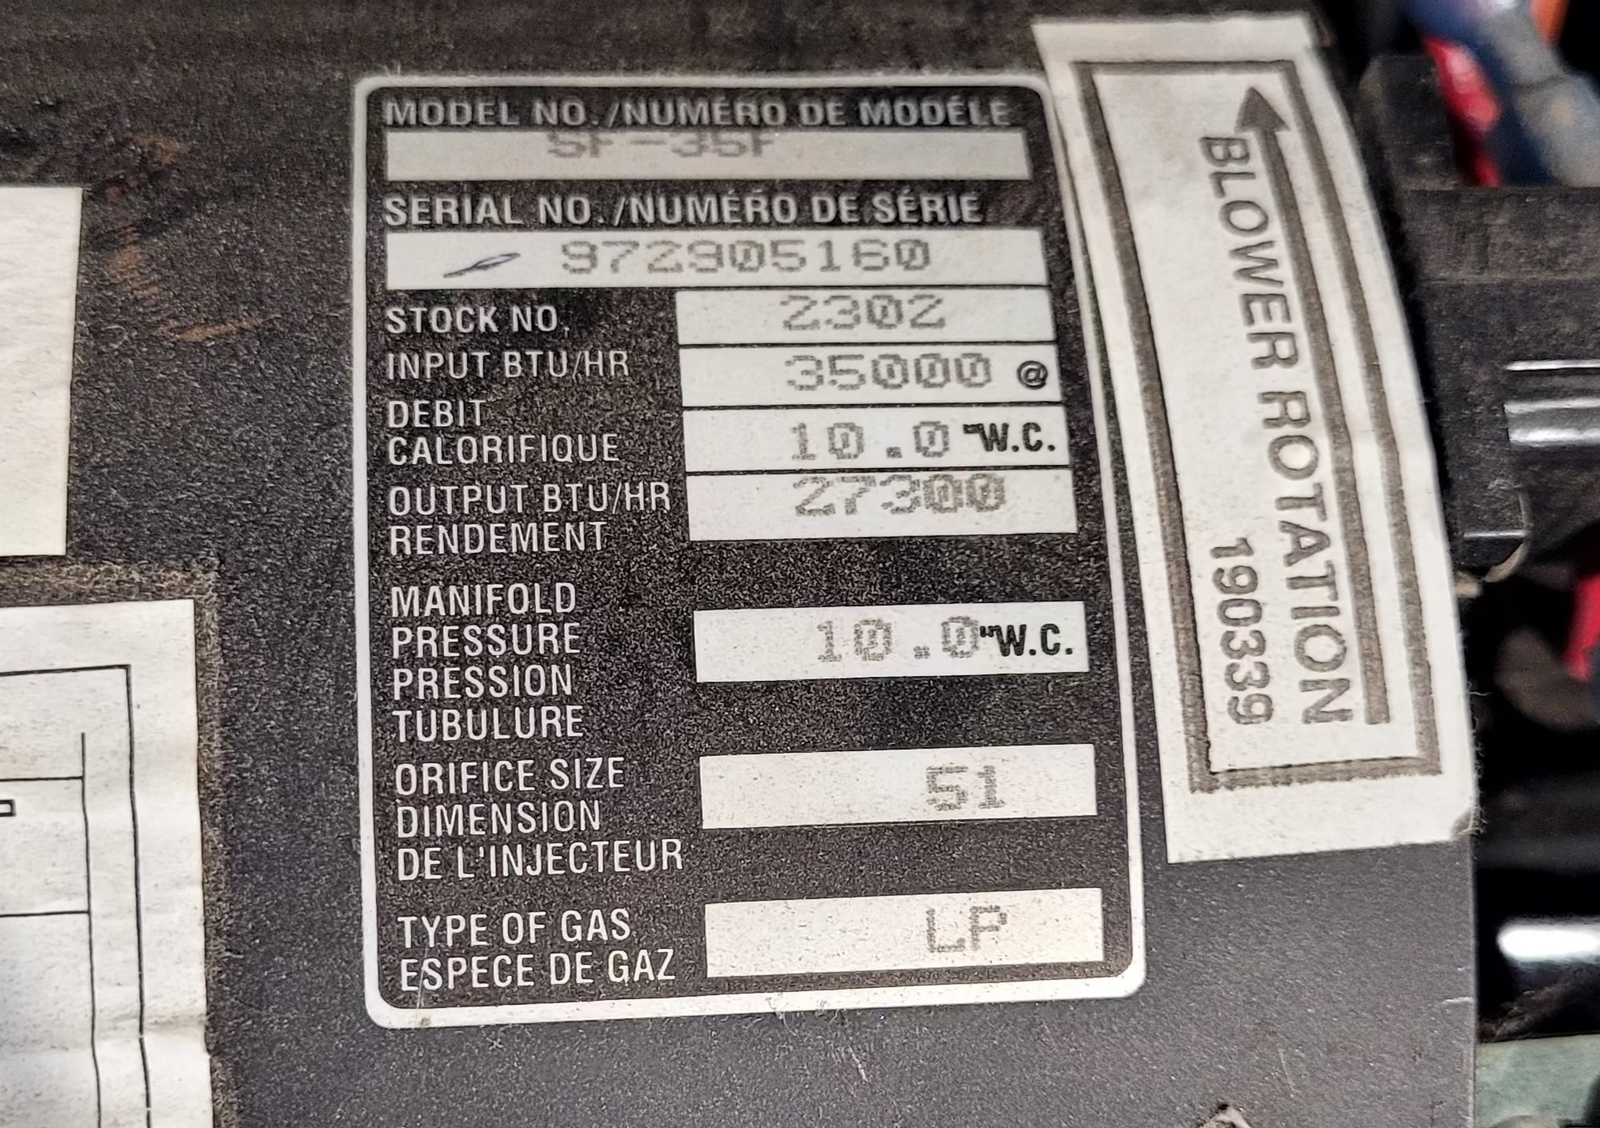 MODEL NO./NUMÉRO DE MODÉLE
SF-35F
SERIAL NO./NUMÉRO DE SÉRIE
972905160
STOCK NO. 2302
INPUT BTU/HR 35000 @
DEBIT
CALORIFIQUE 10.0 "W.C.
OUTPUT BTU/HR 27300
RENDEMENT
MANIFOLD
PRESSURE 10.0 "W.C.
PRESSION
TUBULURE
ORIFICE SIZE 51
DIMENSION
DE L'INJECTEUR
TYPE OF GAS LP
ESPECE DE GAZ
BLOWER ROTATION
190339